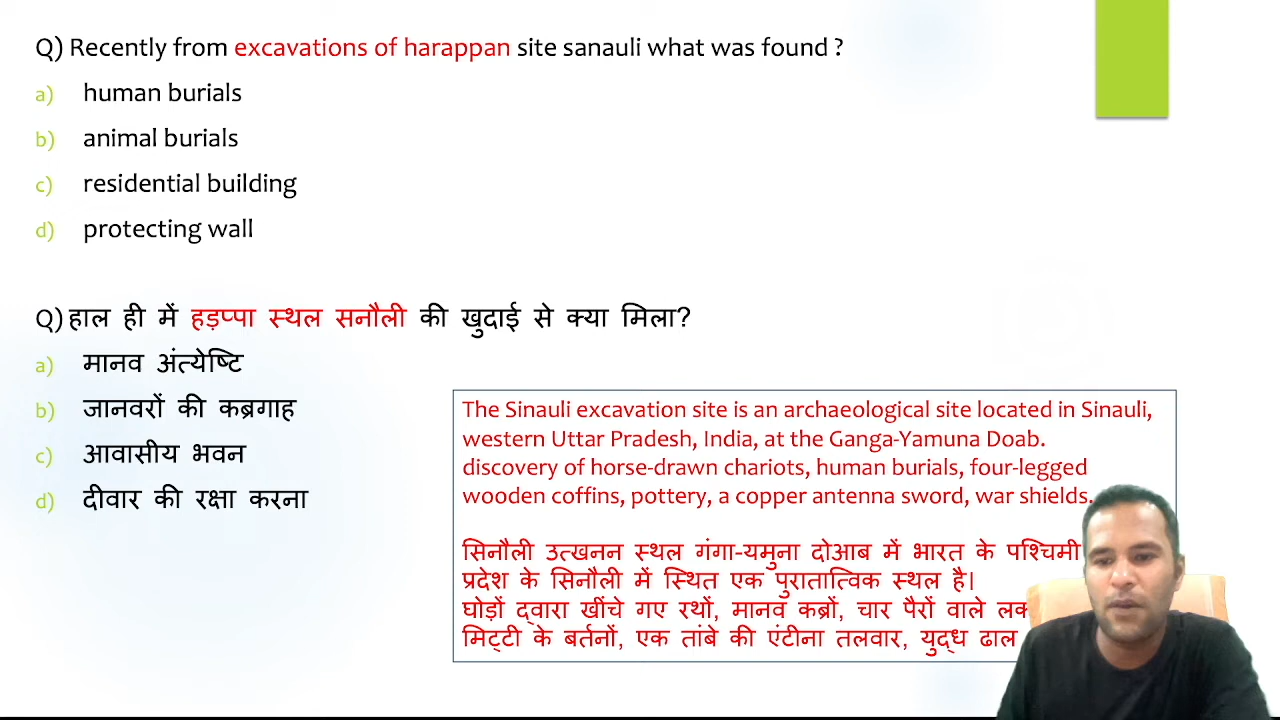 Q) Recently from excavations of harappan site sanauli what was found ?
a) human burials
b) animal burials
c) residential building
d) protecting wall
Q) हाल ही में हड़प्पा स्थल सनौली की खुदाई से क्या मिला?
a) मानव अंत्येष्टि
b) जानवरों की कब्रगाह
c) आवासीय भवन
d) दीवार की रक्षा करना
The Sinauli excavation site is an archaeological site located in Sinauli,
western Uttar Pradesh, India, at the Ganga-Yamuna Doab.
discovery of horse-drawn chariots, human burials, four-legged
wooden coffins, pottery, a copper antenna sword, war shields.
सिनौली उत्खनन स्थल गंगा-यमुना दोआब में भारत के पश्चिमी
प्रदेश के सिनौली में स्थित एक पुरातात्विक स्थल है।
घोड़ों द्वारा खींचे गए रथों, मानव कब्रों, चार पैरों वाले
मिट्टी के बर्तनों, एक तांबे की एंटीना तलवार, युद्ध ढाल